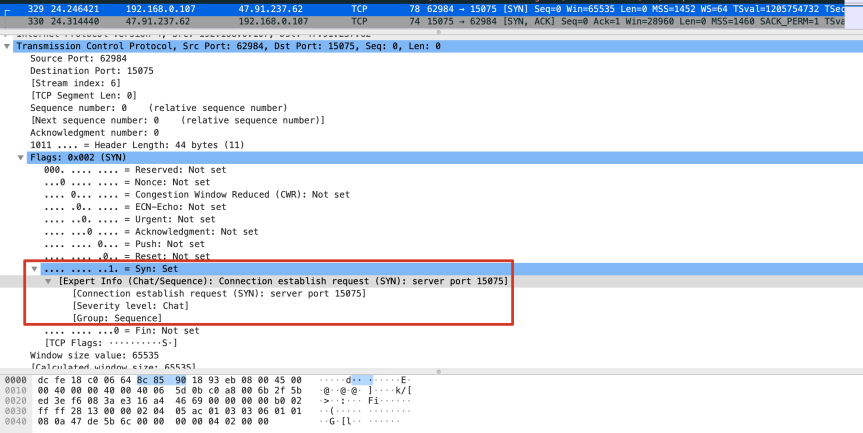 329 24.246421 192.168.0.107 47.91.237.62 TCP 78 62984 → 15075 [SYN] Seq=0 Win=65535 Len=0 MSS=1452 WS=64 TSval=1205754732 TSec
330 24.314440 47.91.237.62 192.168.0.107 TCP 74 15075 → 62984 [SYN, ACK] Seq=0 Ack=1 Win=28960 Len=0 MSS=1460 SACK_PERM=1 TSva
Transmission Control Protocol, Src Port: 62984, Dst Port: 15075, Seq: 0, Len: 0
Source Port: 62984
Destination Port: 15075
[Stream index: 6]
[TCP Segment Len: 0]
Sequence number: 0 (relative sequence number)
[Next sequence number: 0 (relative sequence number)]
Acknowledgment number: 0
1011 .... = Header Length: 44 bytes (11)
Flags: 0x002 (SYN)
000. .... .... = Reserved: Not set
...0 .... .... = Nonce: Not set
.... 0... .... = Congestion Window Reduced (CWR): Not set
.... .0.. .... = ECN-Echo: Not set
.... ..0. .... = Urgent: Not set
.... ...0 .... = Acknowledgment: Not set
.... .... 0... = Push: Not set
.... .... .0.. = Reset: Not set
.... .... ..1. = Syn: Set
[Expert Info (Chat/Sequence): Connection establish request (SYN): server port 15075]
[Connection establish request (SYN): server port 15075]
[Severity level: Chat]
[Group: Sequence]
.... .... ...0 = Fin: Not set
[TCP Flags: ··········S·]
Window size value: 65535
[Calculated window size: 65535]
0000 dc fe 18 c0 06 64 8c 85 90 18 93 eb 08 00 45 00 ·····d·· ······E·
0010 00 40 00 00 40 00 40 06 5d 0b c0 a8 00 6b 2f 5b ·@··@·@· ]····k/[
0020 ed 3e f6 08 3a e3 16 a4 46 69 00 00 00 00 b0 02 ·>··:··· Fi······
0030 ff ff 28 13 00 00 02 04 05 ac 01 03 03 06 01 01 ··(····· ········
0040 08 0a 47 de 5b 6c 00 00 00 00 04 02 00 00 ··G·[l·· ······